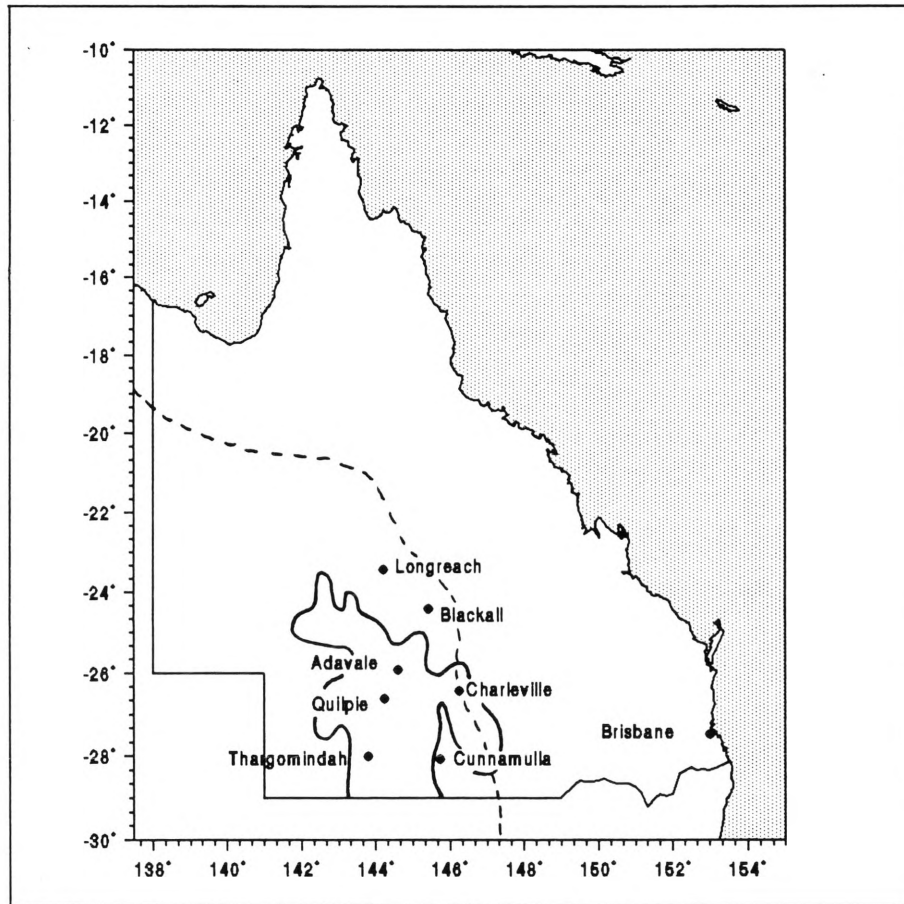 -10°
-12°
-14°
-16°
-18°
-20°
-22°
-24°
-26°
-28°
-30°
Longreach
Blackall
Adavale
Charleville
Quilpie
Brisbane
Thargomindah
Cunnamulla
138° 140° 142° 144° 146° 148° 150° 152° 154°